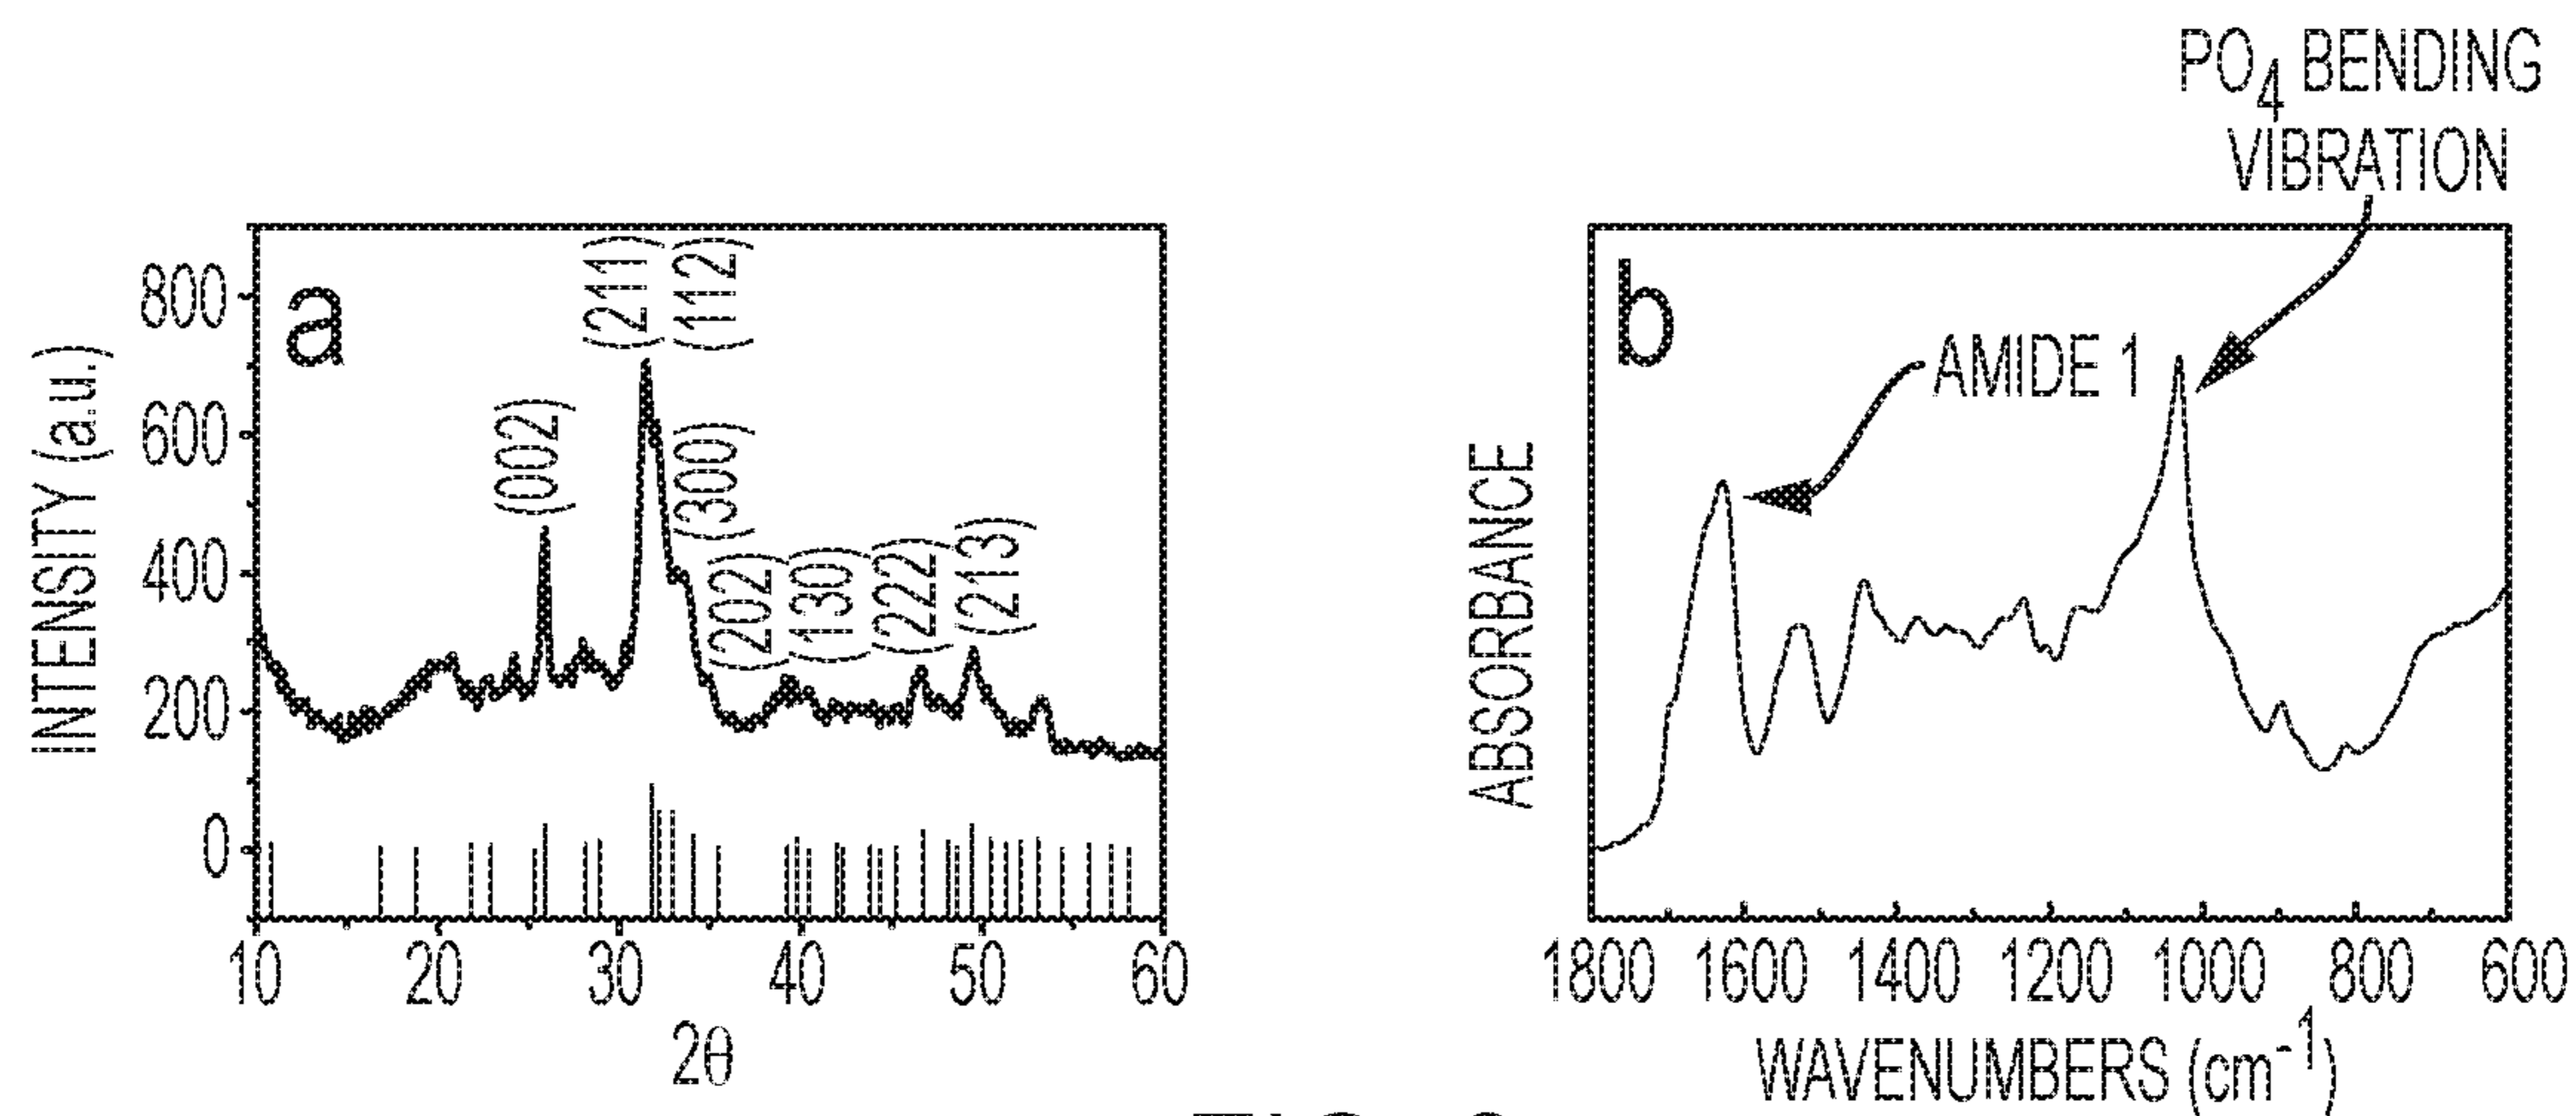 PO4 BENDING
VIBRATION
a
INTENSITY (a.u.)
800
600
400
200
0
(002)
(211)
(112)
(300)
(202)
(130)
(222)
(213)
10 20 30 40 50 60
2θ
b
AMIDE 1
ABSORBANCE
1800 1600 1400 1200 1000 800 600
WAVENUMBERS (cm-1)